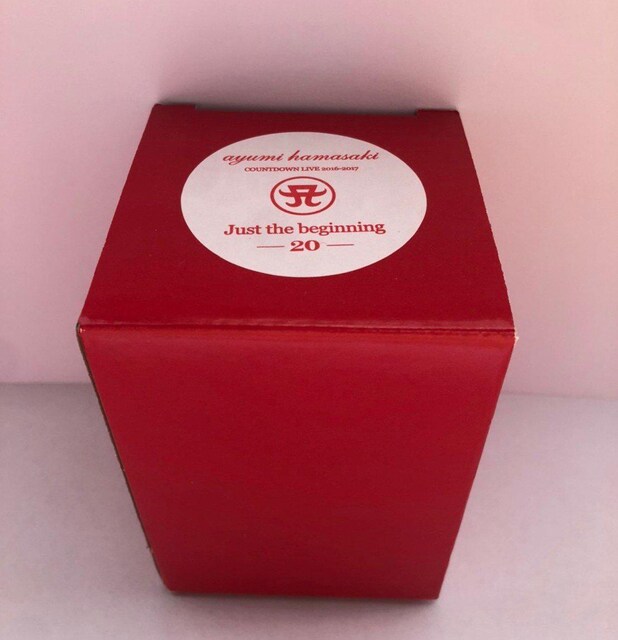 ayumi hamasaki
COUNTDOWN LIVE 2016-2017
Just the beginning
20